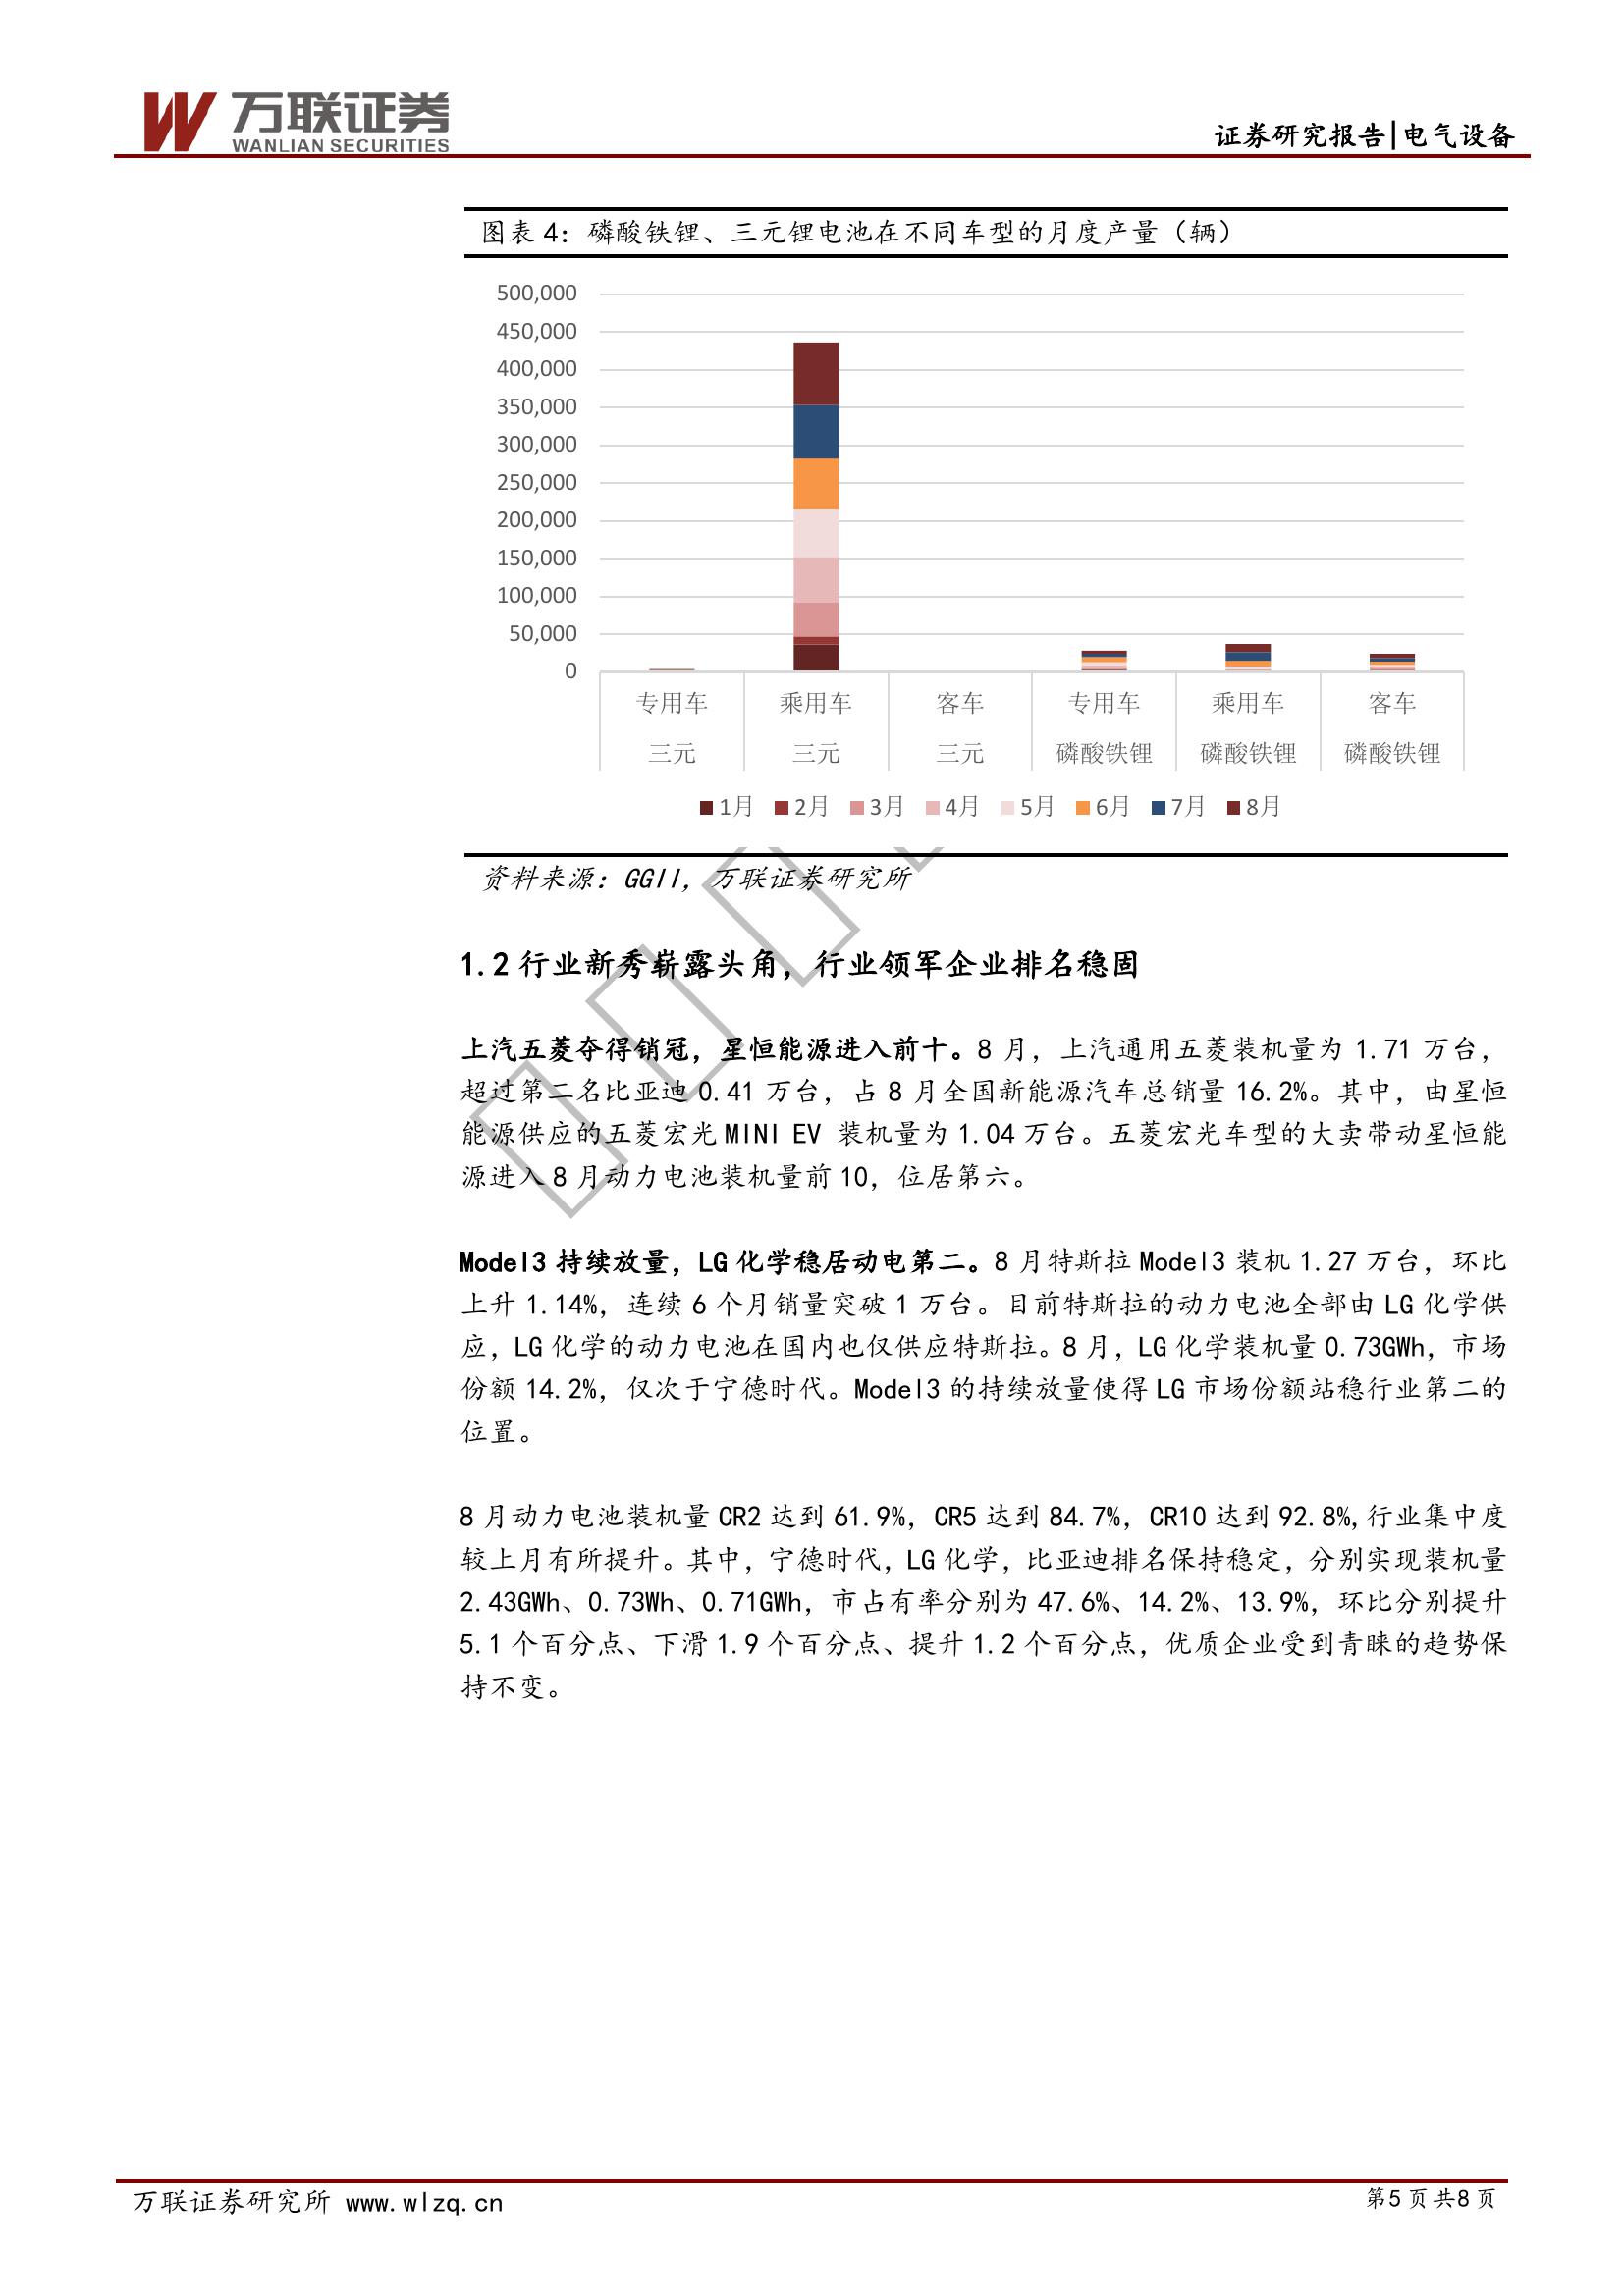 万联证券
WANLIAN SECURITIES
证券研究报告|电气设备
图表 4：磷酸铁锂、三元锂电池在不同车型的月度产量（辆）
500,000
450,000
400,000
350,000
300,000
250,000
200,000
150,000
100,000
50,000
0
专用车 乘用车 客车 专用车 乘用车 客车
三元 三元 三元 磷酸铁锂 磷酸铁锂 磷酸铁锂
1月 2月 3月 4月 5月 6月 7月 8月
资料来源：GGII，万联证券研究所
1.2 行业新秀崭露头角，行业领军企业排名稳固
上汽五菱夺得销冠，星恒能源进入前十。8 月，上汽通用五菱装机量为 1.71 万台，
超过第二名比亚迪 0.41 万台，占 8 月全国新能源汽车总销量 16.2%。其中，由星恒
能源供应的五菱宏光 MINI EV 装机量为 1.04 万台。五菱宏光车型的大卖带动星恒能
源进入 8 月动力电池装机量前 10，位居第六。
Model3 持续放量，LG 化学稳居动电第二。8 月特斯拉 Model3 装机 1.27 万台，环比
上升 1.14%，连续 6 个月销量突破 1 万台。目前特斯拉的动力电池全部由 LG 化学供
应，LG 化学的动力电池在国内也仅供应特斯拉。8 月，LG 化学装机量 0.73GWh，市场
份额 14.2%，仅次于宁德时代。Model3 的持续放量使得 LG 市场份额站稳行业第二的
位置。
8 月动力电池装机量 CR2 达到 61.9%，CR5 达到 84.7%，CR10 达到 92.8%,行业集中度
较上月有所提升。其中，宁德时代，LG 化学，比亚迪排名保持稳定，分别实现装机量
2.43GWh、0.73Wh、0.71GWh，市占有率分别为 47.6%、14.2%、13.9%，环比分别提升
5.1 个百分点、下滑 1.9 个百分点、提升 1.2 个百分点，优质企业受到青睐的趋势保
持不变。
万联证券研究所 www.wlzq.cn
第5页共8页